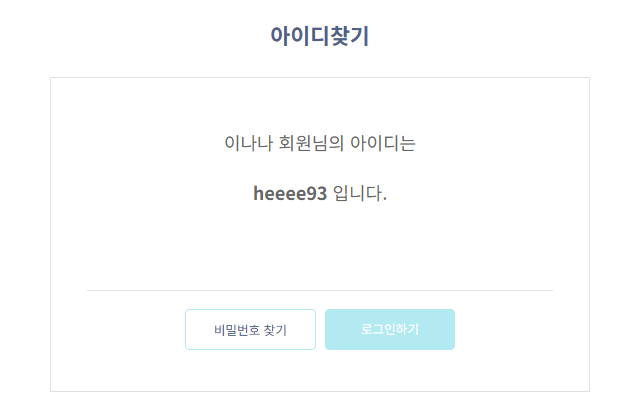 아이디찾기
이나나 회원님의 아이디는
heeee93 입니다.
비밀번호 찾기
로그인하기